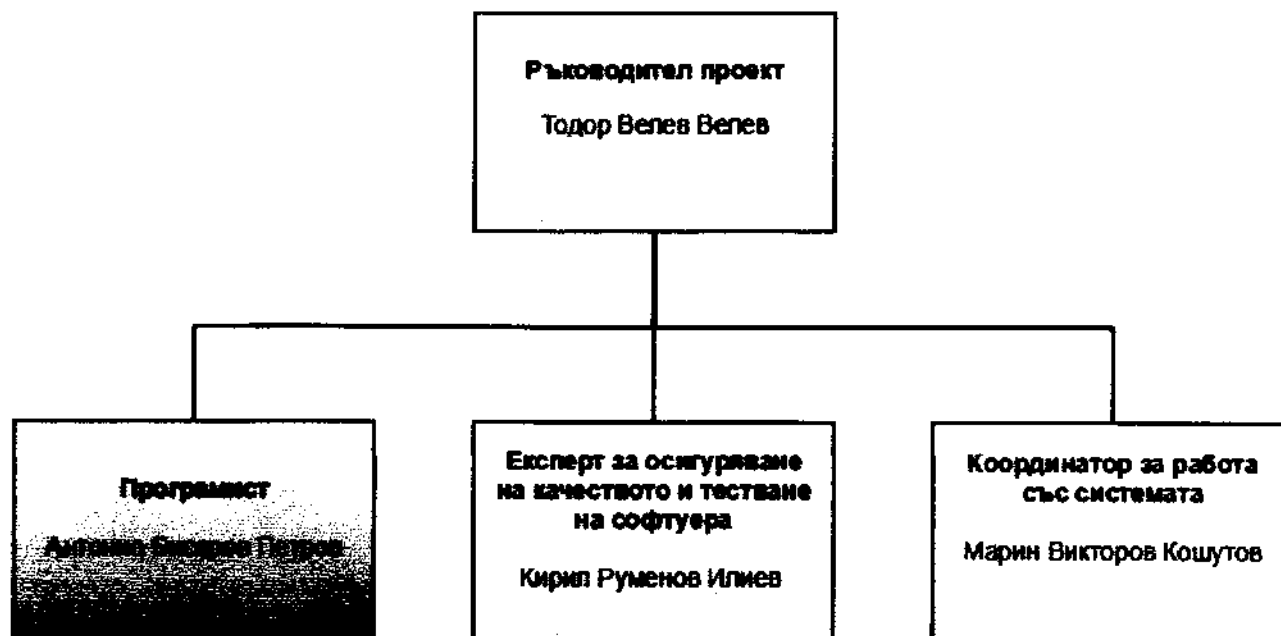 Ръководител проект
Тодор Велев Велев
Програмист
Петров
Експерт за осигуряване
на качеството и тестване
на софтуера
Кирил Руменов Илиев
Координатор за работа
със системата
Марин Викторов Кошутов